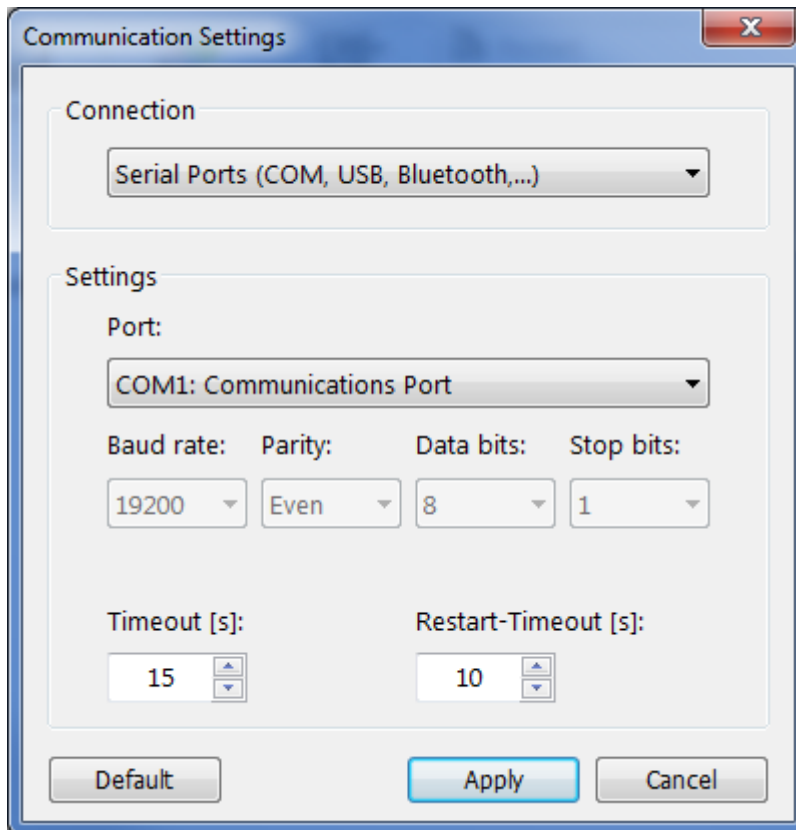 Communication Settings
Connection
Serial Ports (COM, USB, Bluetooth,...)
Settings
Port:
COM1: Communications Port
Baud rate: Parity: Data bits: Stop bits:
19200 Even 8 1
Timeout [s]: Restart-Timeout [s]:
15 10
Default Apply Cancel